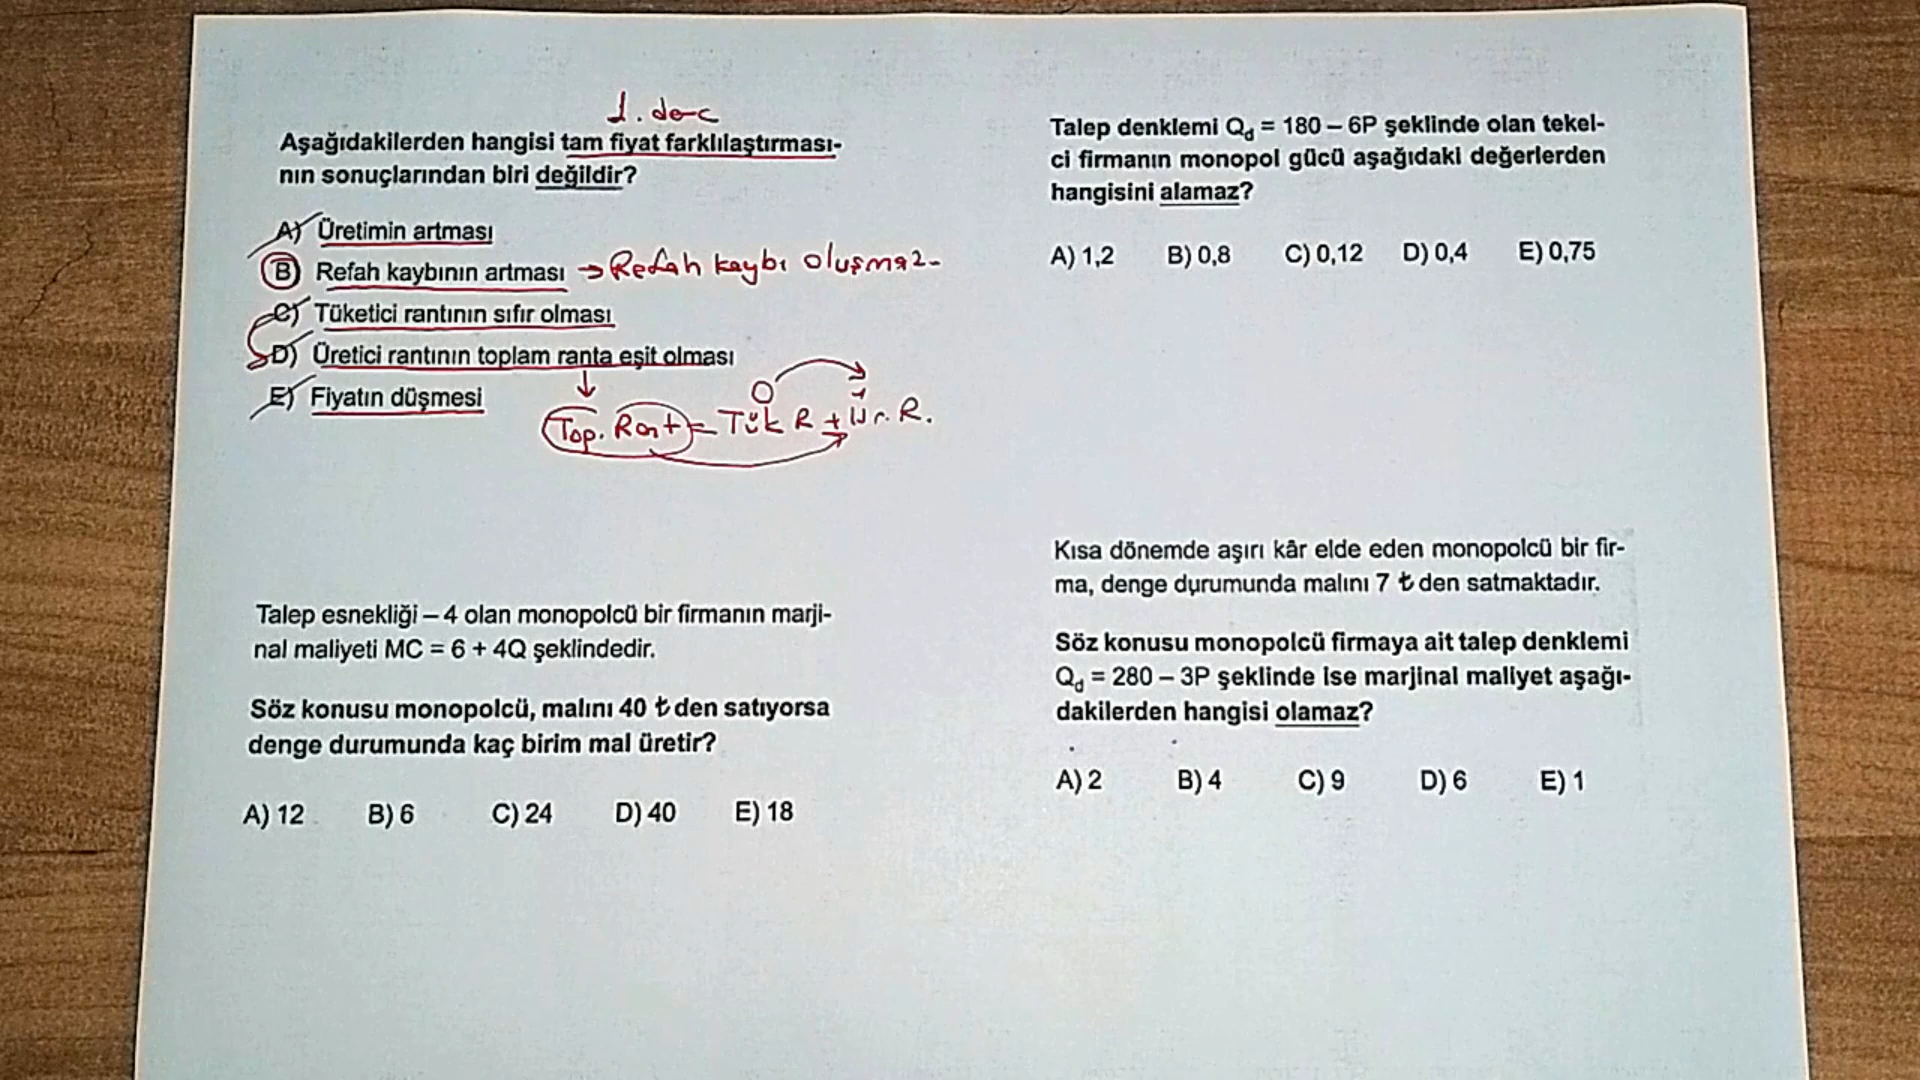 1. derc
Aşağıdakilerden hangisi tam fiyat farklılaştırması-
nın sonuçlarından biri değildir?
A) Üretimin artması
B) Refah kaybının artması → Refah kaybı oluşmaz.
C) Tüketici rantının sıfır olması
D) Üretici rantının toplam ranta eşit olması
E) Fiyatın düşmesi
0
Top. Rant = Tük R + Ür. R.
Talep esnekliği – 4 olan monopolcü bir firmanın marji-
nal maliyeti MC = 6 + 4Q şeklindedir.
Söz konusu monopolcü, malını 40 ₺ den satıyorsa
denge durumunda kaç birim mal üretir?
A) 12 B) 6 C) 24 D) 40 E) 18
Talep denklemi Qd = 180 – 6P şeklinde olan tekel-
ci firmanın monopol gücü aşağıdaki değerlerden
hangisini alamaz?
A) 1,2 B) 0,8 C) 0,12 D) 0,4 E) 0,75
Kısa dönemde aşırı kâr elde eden monopolcü bir fir-
ma, denge durumunda malını 7 ₺ den satmaktadır.
Söz konusu monopolcü firmaya ait talep denklemi
Qd = 280 – 3P şeklinde ise marjinal maliyet aşağı-
dakilerden hangisi olamaz?
A) 2 B) 4 C) 9 D) 6 E) 1